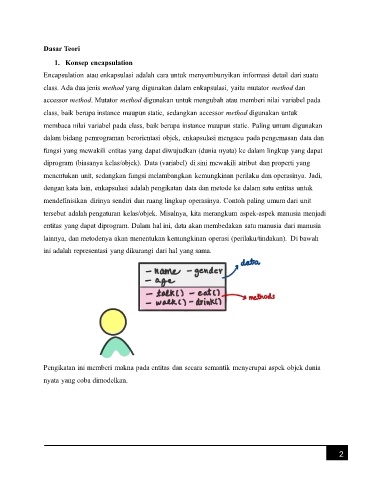 Dasar Teori
1. Konsep encapsulation
Encapsulation atau enkapsulasi adalah cara untuk menyembunyikan informasi detail dari suatu
class. Ada dua jenis method yang digunakan dalam enkapsulasi, yaitu mutator method dan
accessor method. Mutator method digunakan untuk mengubah atau memberi nilai variabel pada
class, baik berupa instance maupun static, sedangkan accessor method digunakan untuk
membaca nilai variabel pada class, baik berupa instance maupun static. Paling umum digunakan
dalam bidang pemrograman berorientasi objek, enkapsulasi mengacu pada pengemasan data dan
fungsi yang mewakili entitas yang dapat diwujudkan (dunia nyata) ke dalam lingkup yang dapat
diprogram (biasanya kelas/objek). Data (variabel) di sini mewakili atribut dan properti yang
menentukan unit, sedangkan fungsi melambangkan kemungkinan perilaku dan operasinya. Jadi,
dengan kata lain, enkapsulasi adalah pengikatan data dan metode ke dalam satu entitas untuk
mendefinisikan dirinya sendiri dan ruang lingkup operasinya. Contoh paling umum dari unit
tersebut adalah pengaturan kelas/objek. Misalnya, kita merangkum aspek-aspek manusia menjadi
entitas yang dapat diprogram. Dalam hal ini, data akan membedakan satu manusia dari manusia
lainnya, dan metodenya akan menentukan kemungkinan operasi (perilaku/tindakan). Di bawah
ini adalah representasi yang dikurangi dari hal yang sama.
- name - gender
- age
data
- talk() - eat()
- walk() - drink()
methods
Pengikatan ini memberi makna pada entitas dan secara semantik menyerupai aspek objek dunia
nyata yang coba dimodelkan.
2